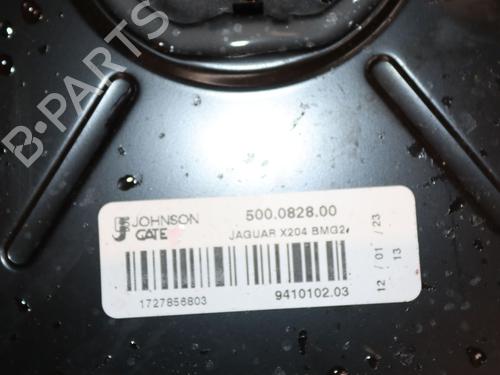 B-PARTS
JOHNSON
GATE
500.0828.00
JAGUAR X204 BMG2
1727856803
9410102.03
12 / 01 / 23
13